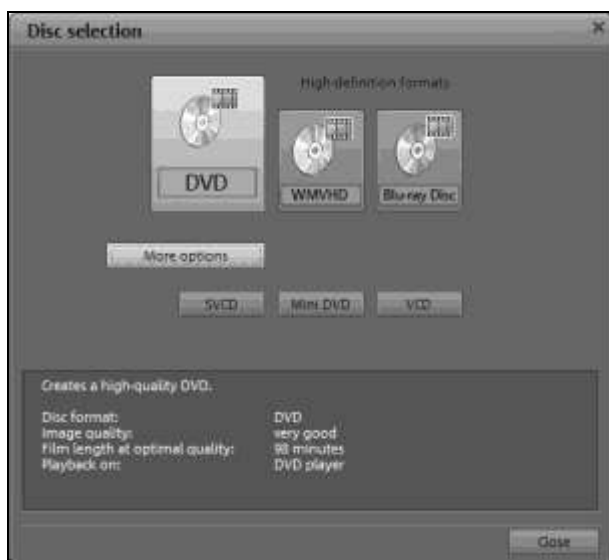 Disc selection
High-definition formats
DVD
WMVHD
Blu-ray Disc
More options
SVCD
Mini DVD
VCD
Creates a high-quality DVD.
Disc format: DVD
Image quality: very good
Film length at optimal quality: 98 minutes
Playback on: DVD player
Close